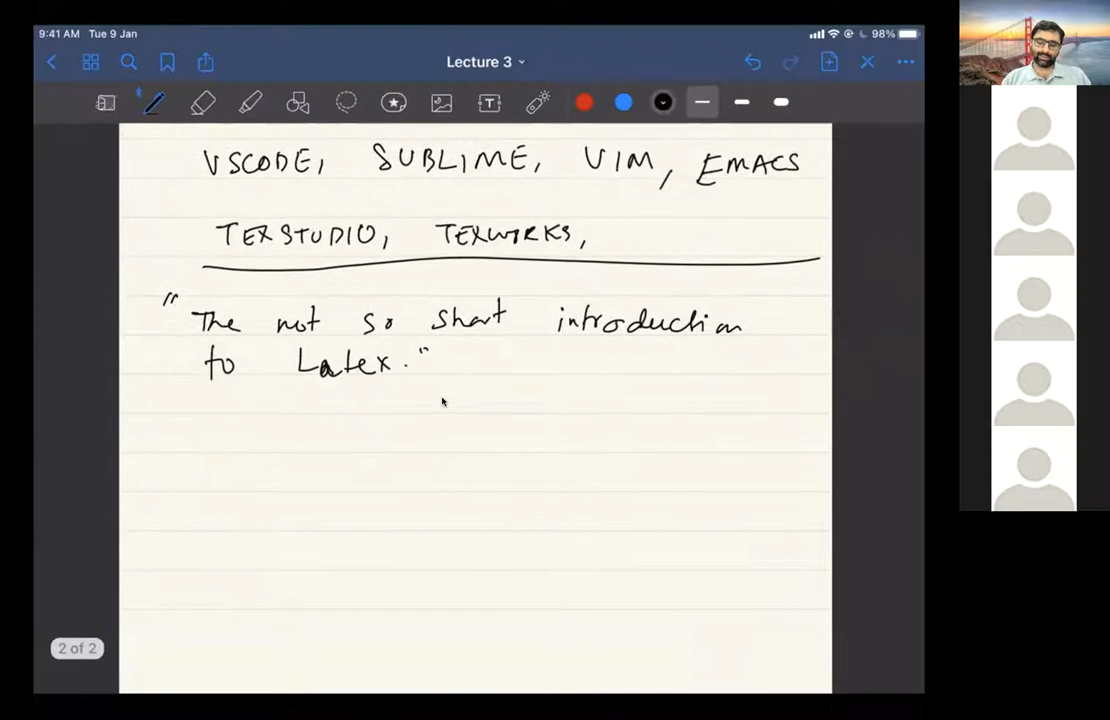 9:41 AM Tue 9 Jan
98%
Lecture 3
VSCODE, SUBLIME, VIM, EMACS
TEXSTUDIO, TEXWORKS,
"The not so short introduction
to Latex."
2 of 2